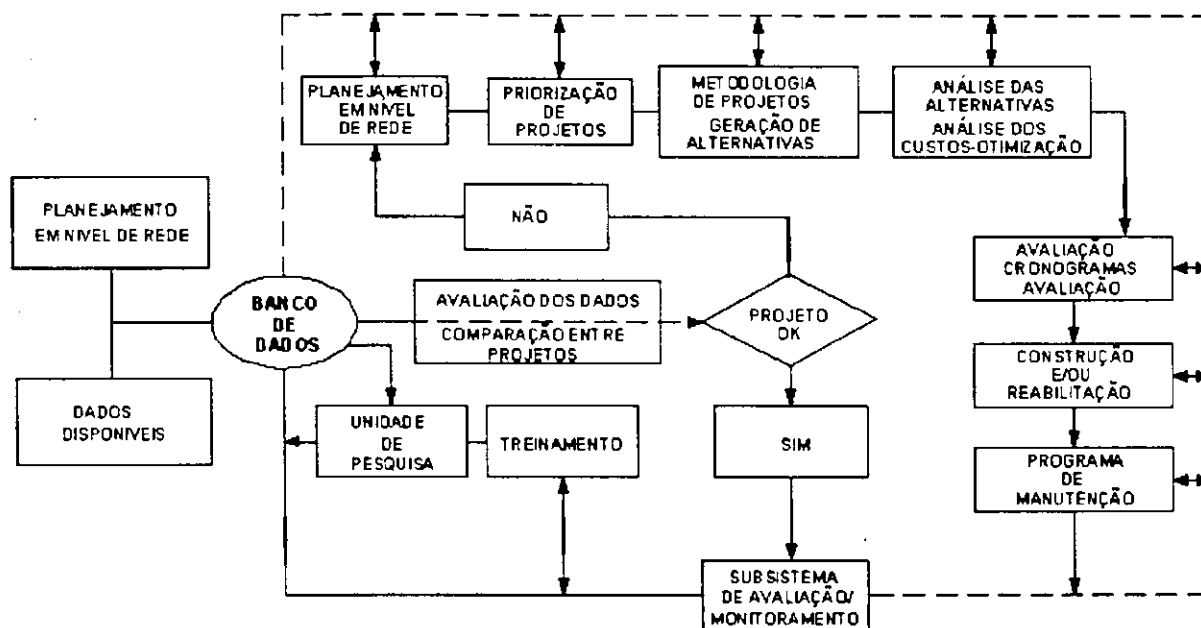 PLANEJAMENTO
EM NIVEL
DE REDE
PRIORIZAÇÃO
DE
PROJETOS
METODOLOGIA
DE PROJETOS
GERAÇÃO DE
ALTERNATIVAS
ANÁLISE DAS
ALTERNATIVAS
ANÁLISE DOS
CUSTOS-OTIMIZAÇÃO
PLANEJAMENTO
EM NIVEL DE REDE
NÃO
AVALIAÇÃO
CRONOGRAMAS
AVALIAÇÃO
BANCO
DE
DADOS
AVALIAÇÃO DOS DADOS
COMPARAÇÃO ENTRE
PROJETOS
PROJETO
OK
CONSTRUÇÃO
E/OU
REABILITAÇÃO
DADOS
DISPONIVEIS
UNIDADE
DE
PESQUISA
TREINAMENTO
SIM
PROGRAMA
DE
MANUTENÇÃO
SUBSISTEMA
DE AVALIAÇÃO/
MONITORAMENTO